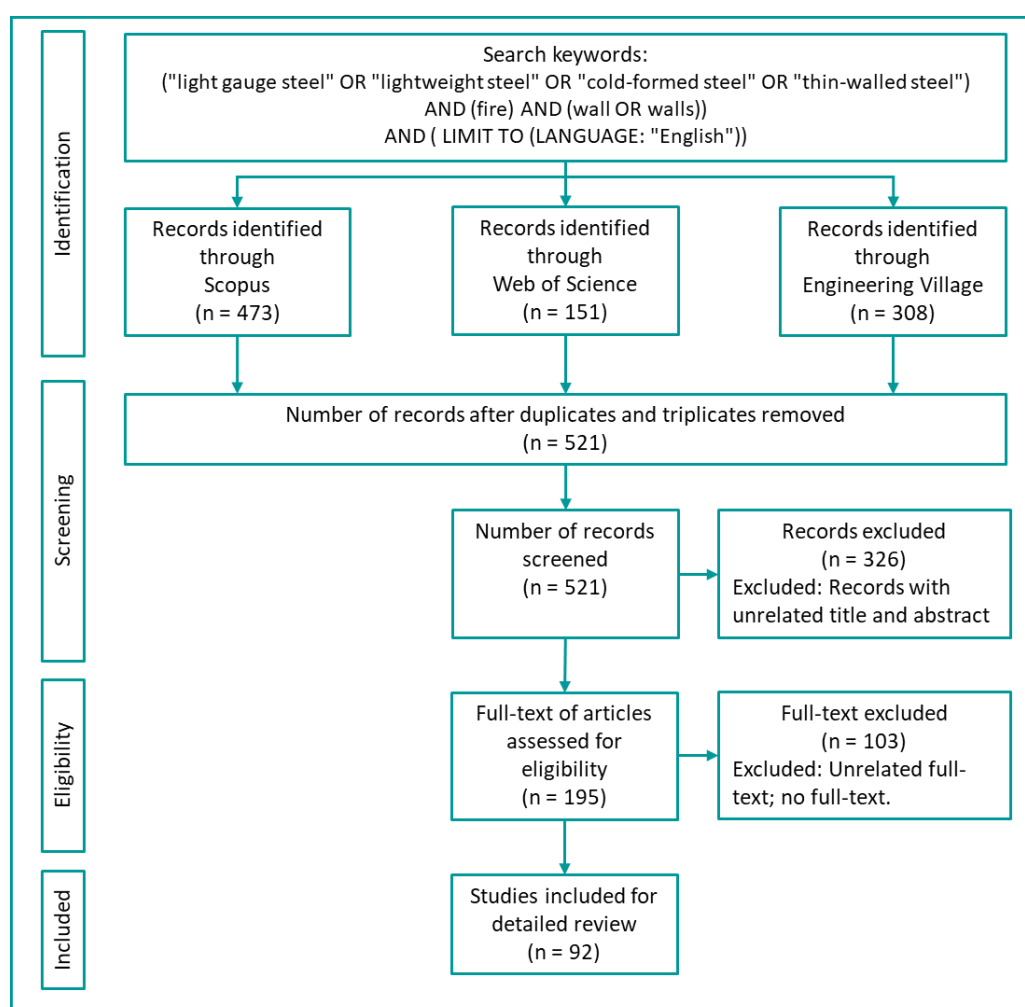 Identification
Search keywords:
("light gauge steel" OR "lightweight steel" OR "cold-formed steel" OR "thin-walled steel")
AND (fire) AND (wall OR walls))
AND ( LIMIT TO (LANGUAGE: "English"))
Records identified
through
Scopus
(n = 473)
Records identified
through
Web of Science
(n = 151)
Records identified
through
Engineering Village
(n = 308)
Screening
Number of records after duplicates and triplicates removed
(n = 521)
Number of records
screened
(n = 521)
Records excluded
(n = 326)
Excluded: Records with
unrelated title and abstract
Eligibility
Full-text of articles
assessed for
eligibility
(n = 195)
Full-text excluded
(n = 103)
Excluded: Unrelated full-
text; no full-text.
Included
Studies included for
detailed review
(n = 92)